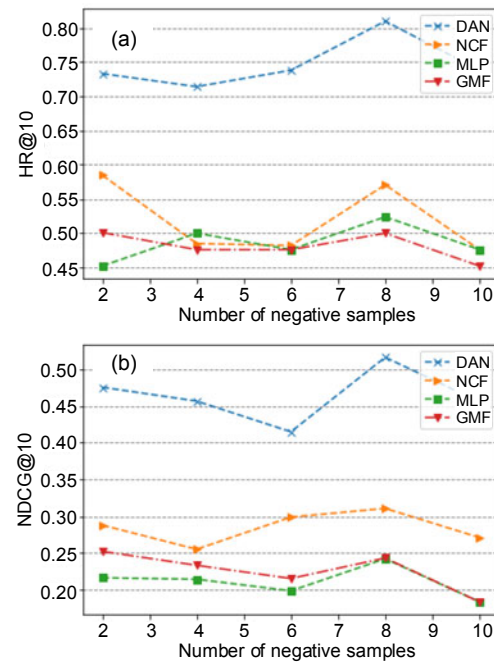 (a)
DAN
NCF
MLP
GMF
HR@10
0.80
0.75
0.70
0.65
0.60
0.55
0.50
0.45
2 3 4 5 6 7 8 9 10
Number of negative samples
(b)
DAN
NCF
MLP
GMF
NDCG@10
0.50
0.45
0.40
0.35
0.30
0.25
0.20
2 3 4 5 6 7 8 9 10
Number of negative samples